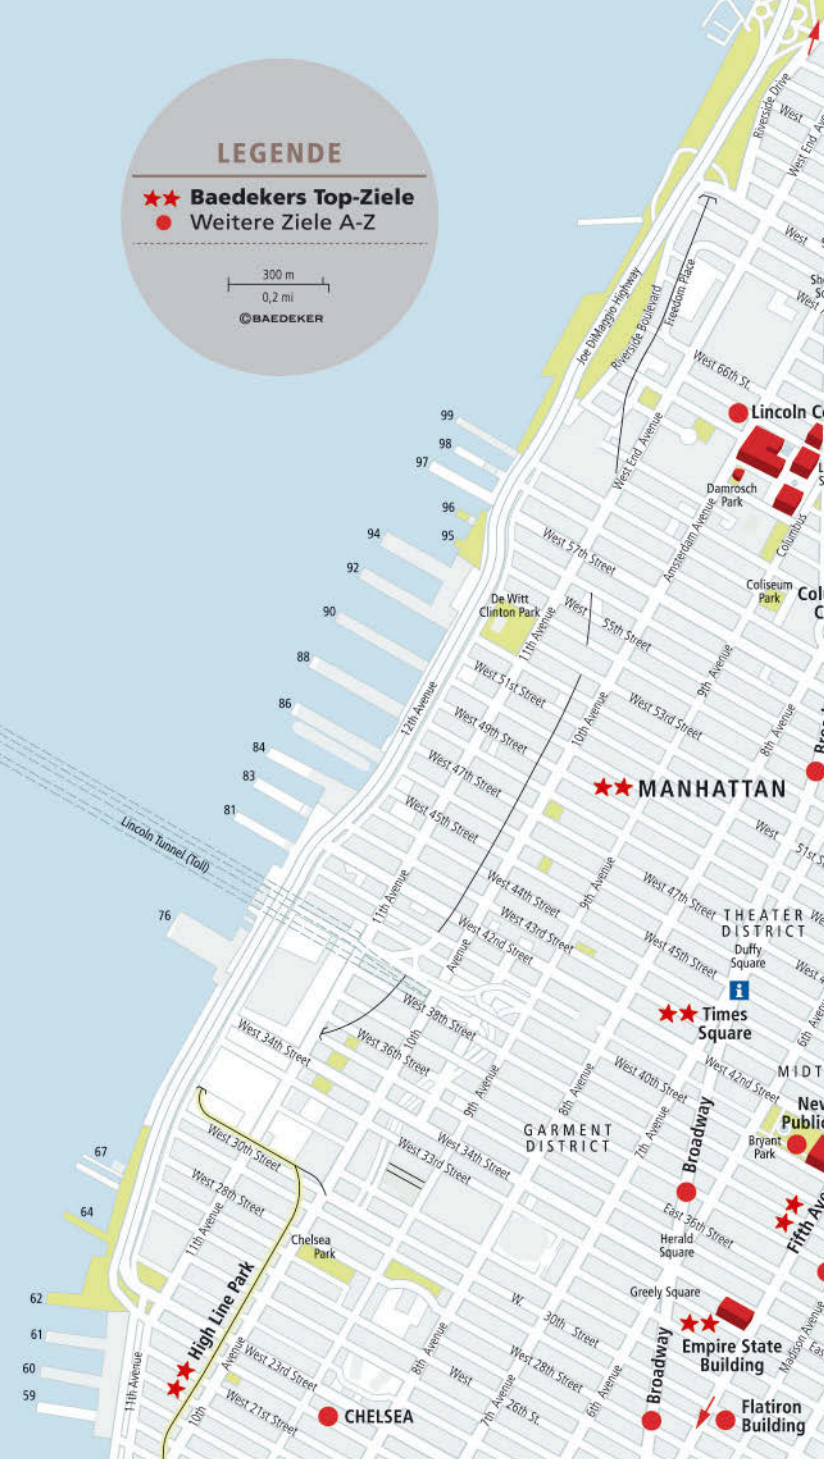 LEGENDE
Baedekers Top-Ziele
Weitere Ziele A-Z
300 m
0,2 mi
©BAEDEKER
Riverside Drive
West
West End
West
West
Joe DiMaggio Highway
Riverside Boulevard
Freedom Place
West 66th St.
Lincoln
99
98
97
96
95
94
92
90
88
86
84
83
81
76
67
64
62
61
60
59
West End Avenue
Damrosch
Park
Amsterdam Avenue
Columbus
West 57th Street
Coliseum
Park
De Witt
Clinton Park
11th Avenue
West
55th Street
West 51st Street
9th Avenue
12th Avenue
West 49th Street
10th Avenue
West 53rd Street
8th Avenue
West 47th Street
MANHATTAN
West 45th Street
Lincoln Tunnel (Toll)
West
51st
11th Avenue
West 44th Street
9th Avenue
West 47th Street
THEATER
DISTRICT
West 43rd Street
West 42nd Street
West 45th Street
Duffy
Square
West
Avenue
10th
Times
Square
West 38th Street
West 34th Street
West 36th Street
6th
West 40th Street
West 42nd Street
9th Avenue
8th Avenue
7th Avenue
Broadway
Bryant
Park
GARMENT
DISTRICT
West 30th Street
West 33rd Street
West 34th Street
West 28th Street
11th Avenue
East 36th Street
Fifth
Chelsea
Park
Herald
Square
High Line Park
Greely Square
W.
30th Street
Empire State
Building
Madison Avenue
11th Avenue
10th
Avenue
West 23rd Street
West 21st Street
8th Avenue
West
26th St.
West 28th Street
7th Avenue
6th Avenue
Broadway
CHELSEA
Flatiron
Building